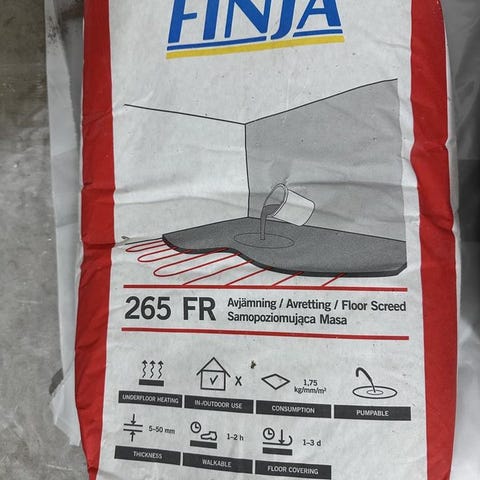 FINJA
265 FR
Avjämning / Avretting / Floor Screed
Samopoziomująca Masa
X
1,75
kg/mm/m²
UNDERFLOOR HEATING
IN-/OUTDOOR USE
CONSUMPTION
PUMPABLE
5–50 mm
1–2 h
1–3 d
THICKNESS
WALKABLE
FLOOR COVERING